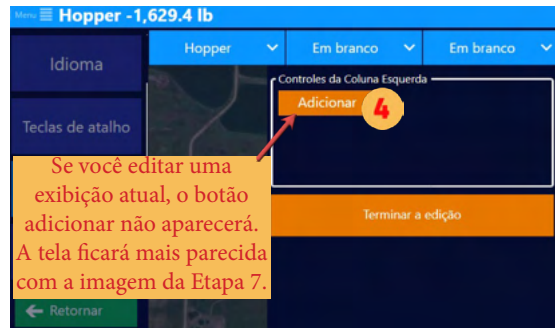 Menu Hopper -1,629.4 lb
Hopper Em branco Em branco
Idioma
Controles da Coluna Esquerda
Adicionar 4
Teclas de atalho
Se você editar uma
exibição atual, o botão
adicionar não aparecerá.
A tela ficará mais parecida
com a imagem da Etapa 7.
Terminar a edição
Retornar